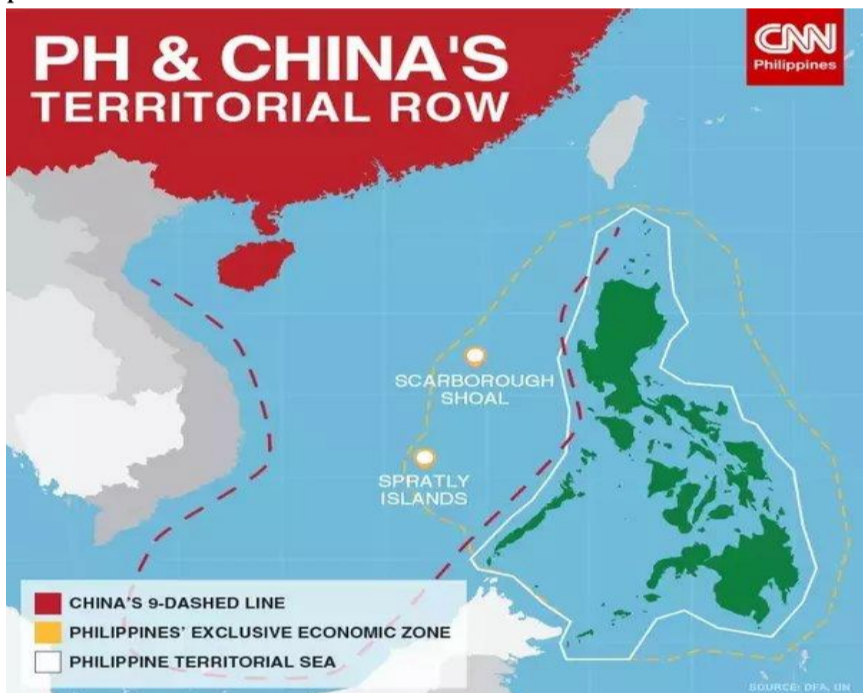 PH & CHINA'S
TERRITORIAL ROW
CNN
Philippines
SCARBOROUGH
SHOAL
SPRATLY
ISLANDS
CHINA'S 9-DASHED LINE
PHILIPPINES' EXCLUSIVE ECONOMIC ZONE
PHILIPPINE TERRITORIAL SEA
SOURCE: DFA, UN